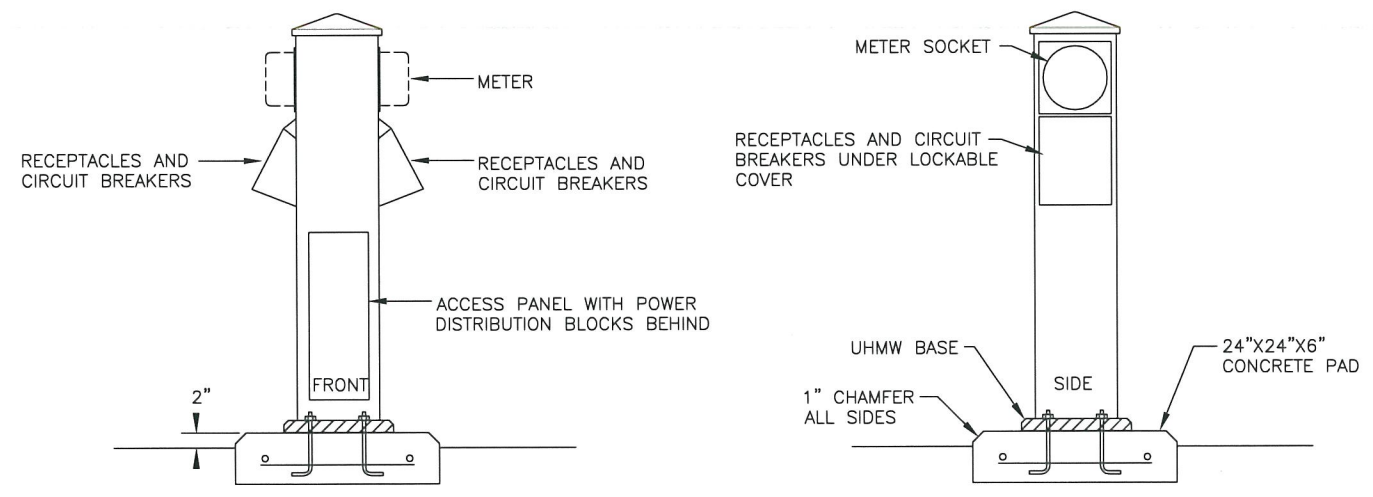 METER
RECEPTACLES AND
CIRCUIT BREAKERS
RECEPTACLES AND
CIRCUIT BREAKERS
ACCESS PANEL WITH POWER
DISTRIBUTION BLOCKS BEHIND
FRONT
2"
METER SOCKET
RECEPTACLES AND CIRCUIT
BREAKERS UNDER LOCKABLE
COVER
UHMW BASE
24"X24"X6"
CONCRETE PAD
SIDE
1" CHAMFER
ALL SIDES